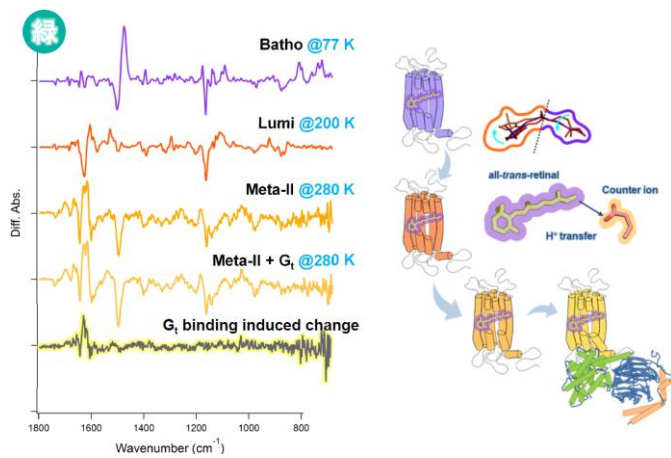 緑
Batho @77 K
Lumi @200 K
Meta-II @280 K
Meta-II + Gt @280 K
Gt binding induced change
Diff. Abs.
1800
1600
1400
1200
1000
800
Wavenumber (cm-1)
all-trans-retinal
Counter ion
H+ transfer